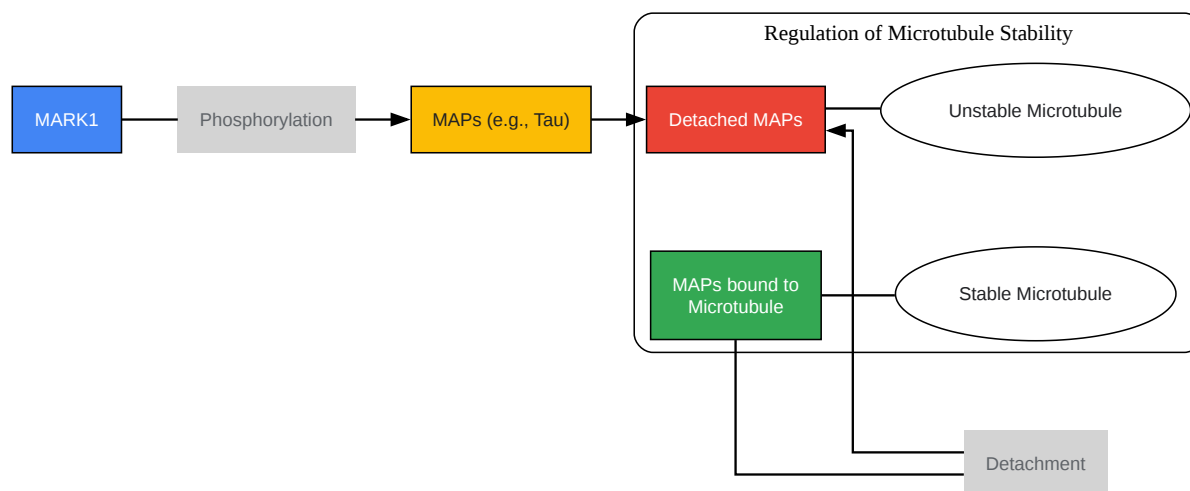 Regulation of Microtubule Stability
MARK1
Phosphorylation
MAPs (e.g., Tau)
Detached MAPs
Unstable Microtubule
MAPs bound to
Microtubule
Stable Microtubule
Detachment